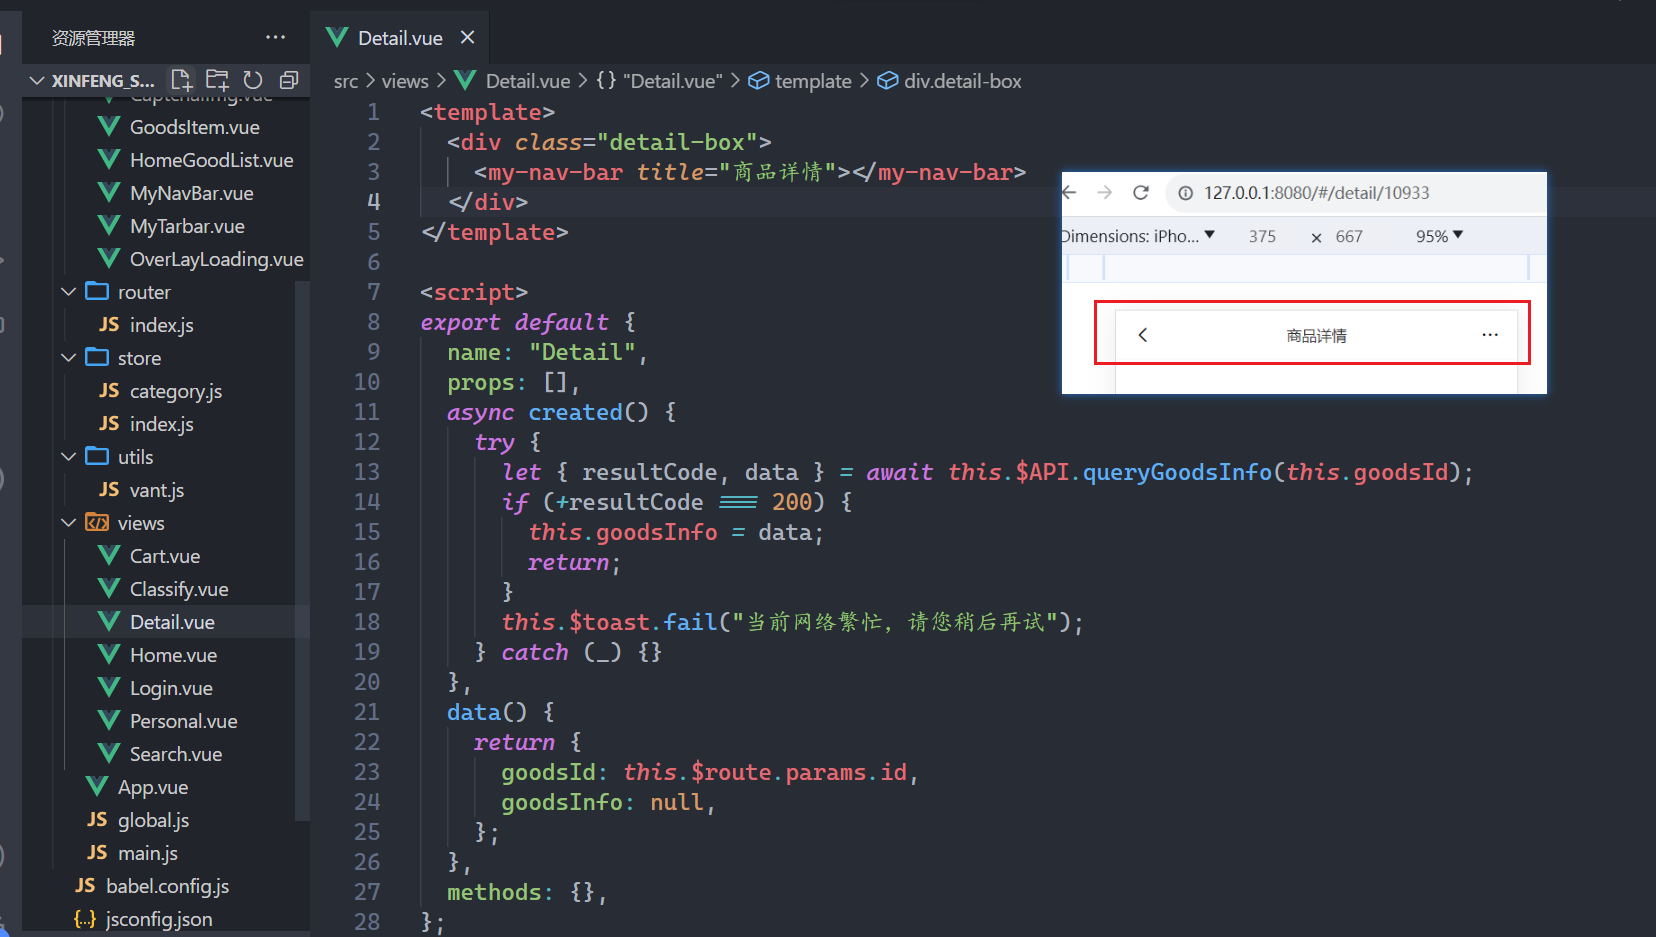 资源管理器 ···
XINFENG_S...
CaptchaImg.vue
GoodsItem.vue
HomeGoodList.vue
MyNavBar.vue
MyTarbar.vue
OverLayLoading.vue
router
JS index.js
store
JS category.js
JS index.js
utils
JS vant.js
views
Cart.vue
Classify.vue
Detail.vue
Home.vue
Login.vue
Personal.vue
Search.vue
App.vue
JS global.js
JS main.js
JS babel.config.js
{..} jsconfig.json
Detail.vue ×
src > views > Detail.vue > {} "Detail.vue" > template > div.detail-box
1 <template>
2 <div class="detail-box">
3 <my-nav-bar title="商品详情"></my-nav-bar>
4 </div>
5 </template>
6
7 <script>
8 export default {
9 name: "Detail",
10 props: [],
11 async created() {
12 try {
13 let { resultCode, data } = await this.$API.queryGoodsInfo(this.goodsId);
14 if (+resultCode === 200) {
15 this.goodsInfo = data;
16 return;
17 }
18 this.$toast.fail("当前网络繁忙，请您稍后再试");
19 } catch (_) {}
20 },
21 data() {
22 return {
23 goodsId: this.$route.params.id,
24 goodsInfo: null,
25 };
26 },
27 methods: {},
28 };
127.0.0.1:8080/#/detail/10933
Dimensions: iPho... ▼ 375 × 667 95% ▼
商品详情 ···